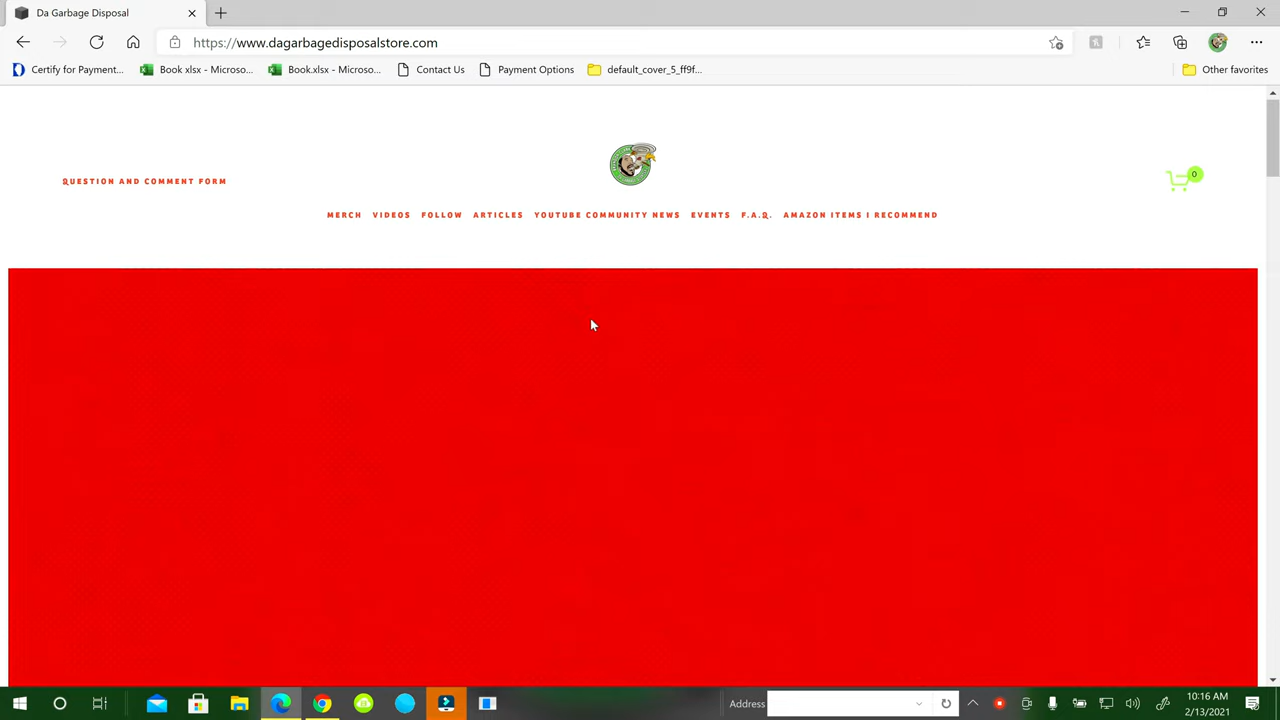 Da Garbage Disposal
https://www.dagarbagedisposalstore.com
Certify for Payment...
Book xlsx - Microso...
Book.xlsx - Microso...
Contact Us
Payment Options
default_cover_5_ff9f...
Other favorites
QUESTION AND COMMENT FORM
0
MERCH VIDEOS FOLLOW ARTICLES YOUTUBE COMMUNITY NEWS EVENTS F.A.Q. AMAZON ITEMS I RECOMMEND
Address
10:16 AM
2/13/2021